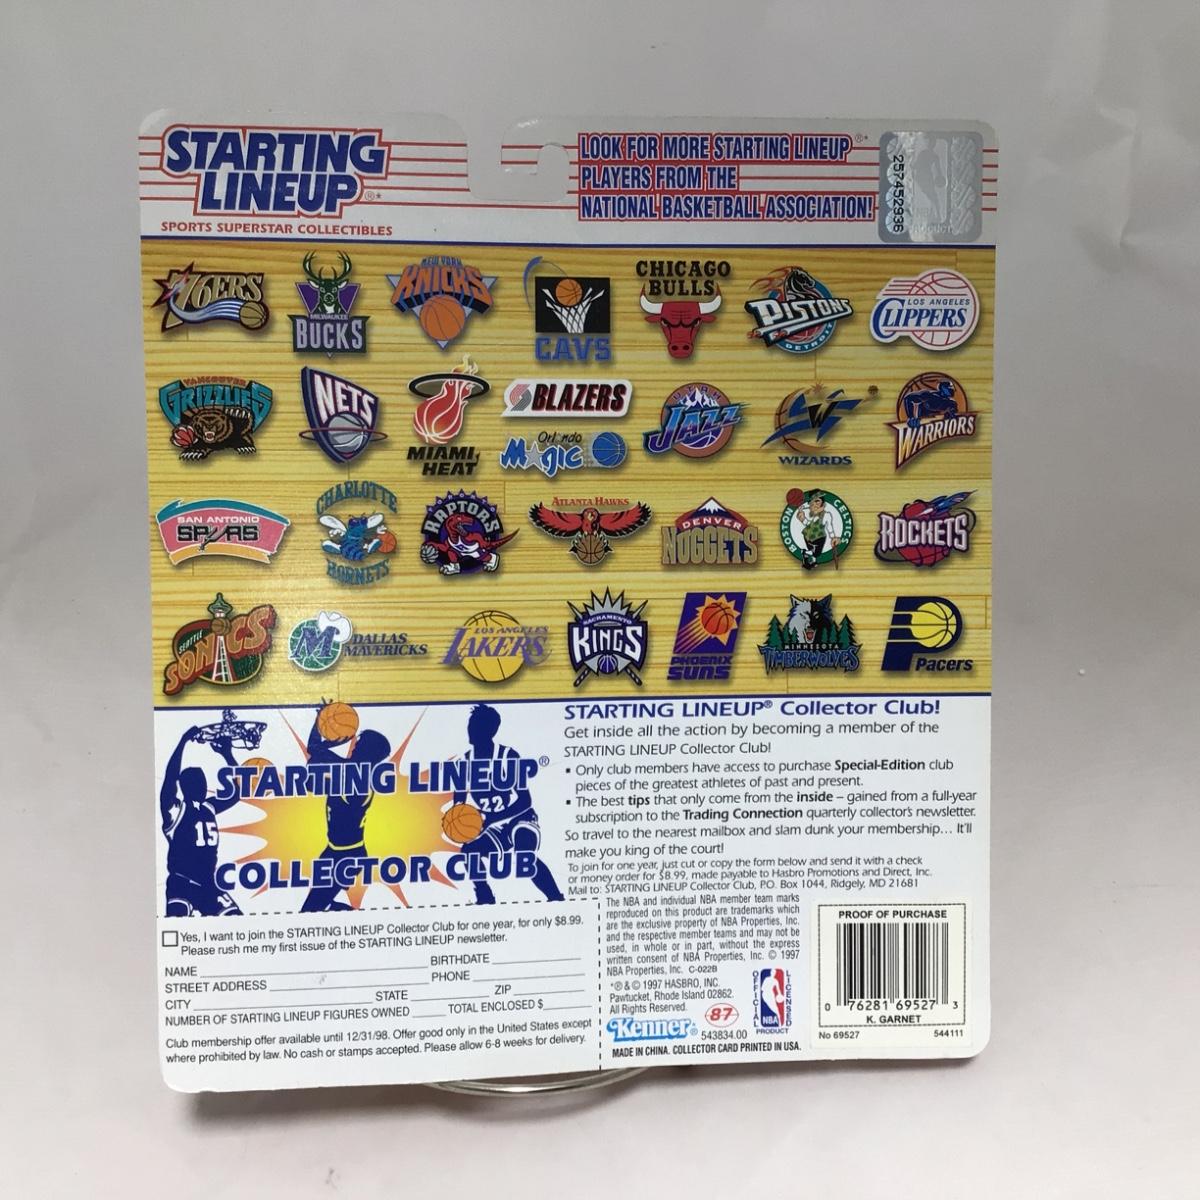 STARTING
LINEUP®*
SPORTS SUPERSTAR COLLECTIBLES
LOOK FOR MORE STARTING LINEUP®*
PLAYERS FROM THE
NATIONAL BASKETBALL ASSOCIATION!
257452936
76ERS
MILWAUKEE
BUCKS
NEW YORK
KNICKS
CAVS
CHICAGO
BULLS
PISTONS
DETROIT
LOS ANGELES
CLIPPERS
VANCOUVER
GRIZZLIES
NETS
MIAMI
HEAT
BLAZERS
Orlando
Magic
UTAH
JAZZ
W
WIZARDS
WARRIORS
SAN ANTONIO
SPURS
CHARLOTTE
HORNETS
RAPTORS
ATLANTA HAWKS
DENVER
NUGGETS
BOSTON
CELTICS
ROCKETS
SEATTLE
SONICS
M
DALLAS
MAVERICKS
LOS ANGELES
LAKERS
SACRAMENTO
KINGS
PHOENIX
SUNS
MINNESOTA
TIMBERWOLVES
Pacers
STARTING LINEUP®
COLLECTOR CLUB
15
22
STARTING LINEUP® Collector Club!
Get inside all the action by becoming a member of the
STARTING LINEUP Collector Club!
▪ Only club members have access to purchase Special-Edition club
pieces of the greatest athletes of past and present.
▪ The best tips that only come from the inside – gained from a full-year
subscription to the Trading Connection quarterly collector's newsletter.
So travel to the nearest mailbox and slam dunk your membership... It'll
make you king of the court!
To join for one year, just cut or copy the form below and send it with a check
or money order for $8.99, made payable to Hasbro Promotions and Direct, Inc.
Mail to: STARTING LINEUP Collector Club, P.O. Box 1044, Ridgely, MD 21681
Yes, I want to join the STARTING LINEUP Collector Club for one year, for only $8.99.
Please rush me my first issue of the STARTING LINEUP newsletter.
NAME BIRTHDATE
STREET ADDRESS PHONE
CITY STATE ZIP
NUMBER OF STARTING LINEUP FIGURES OWNED TOTAL ENCLOSED $
Club membership offer available until 12/31/98. Offer good only in the United States except
where prohibited by law. No cash or stamps accepted. Please allow 6-8 weeks for delivery.
The NBA and individual NBA member team marks
reproduced on this product are trademarks which
are the exclusive property of NBA Properties, Inc.
and the respective member teams and may not be
used, in whole or in part, without the express
written consent of NBA Properties, Inc. © 1997
NBA Properties, Inc. C-022B
*® & © 1997 HASBRO, INC.
Pawtucket, Rhode Island 02862.
All Rights Reserved.
Kenner®
87
543834.00
MADE IN CHINA. COLLECTOR CARD PRINTED IN USA.
OFFICIAL
LICENSED
NBA
PRODUCT
PROOF OF PURCHASE
0 76281 69527 3
K. GARNET
No 69527 544111